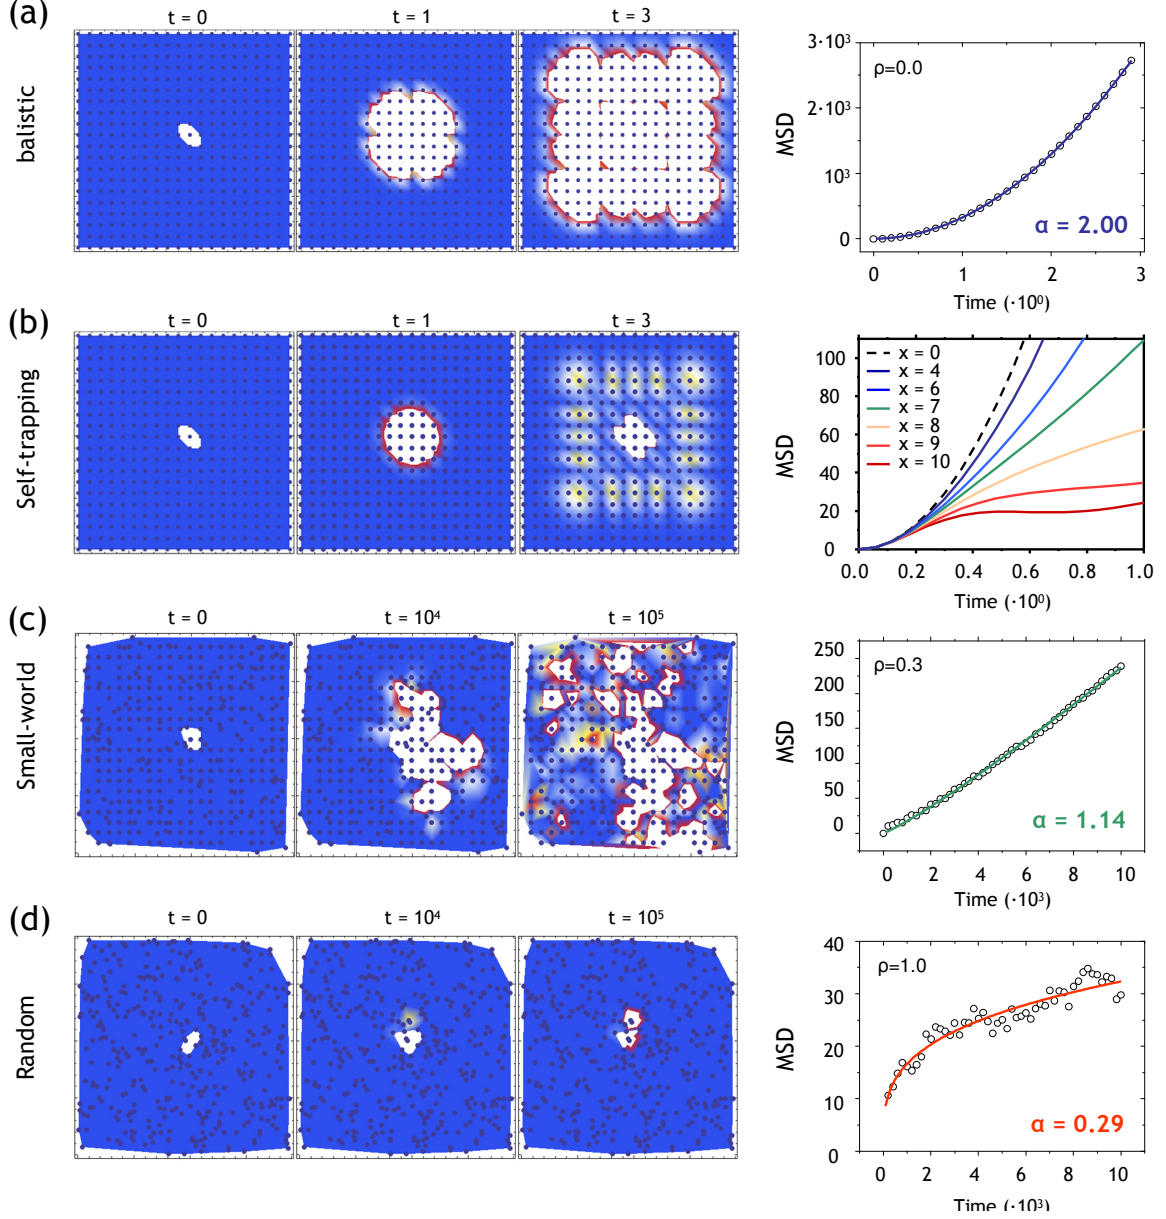 (a)
t = 0
t = 1
t = 3
balistic
3·10³
2·10³
10³
0
MSD
ρ=0.0
α = 2.00
0 1 2 3
Time (·10⁰)
(b)
t = 0
t = 1
t = 3
Self-trapping
100
80
60
40
20
0
MSD
x = 0
x = 4
x = 6
x = 7
x = 8
x = 9
x = 10
0.0 0.2 0.4 0.6 0.8 1.0
Time (·10⁰)
(c)
t = 0
t = 10⁴
t = 10⁵
Small-world
250
200
150
100
50
0
MSD
ρ=0.3
α = 1.14
0 2 4 6 8 10
Time (·10³)
(d)
t = 0
t = 10⁴
t = 10⁵
Random
40
30
20
10
0
MSD
ρ=1.0
α = 0.29
0 2 4 6 8 10
Time (·10³)